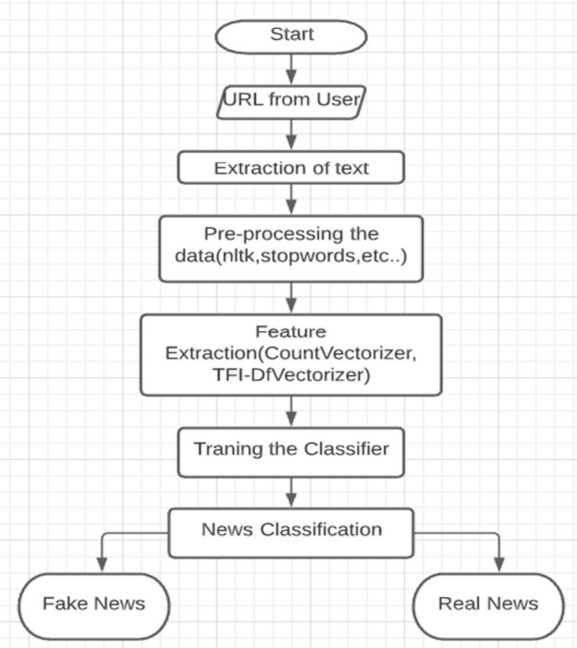 Start
URL from User
Extraction of text
Pre-processing the
data(nltk,stopwords,etc..)
Feature
Extraction(CountVectorizer,
TFI-DfVectorizer)
Traning the Classifier
News Classification
Fake News
Real News